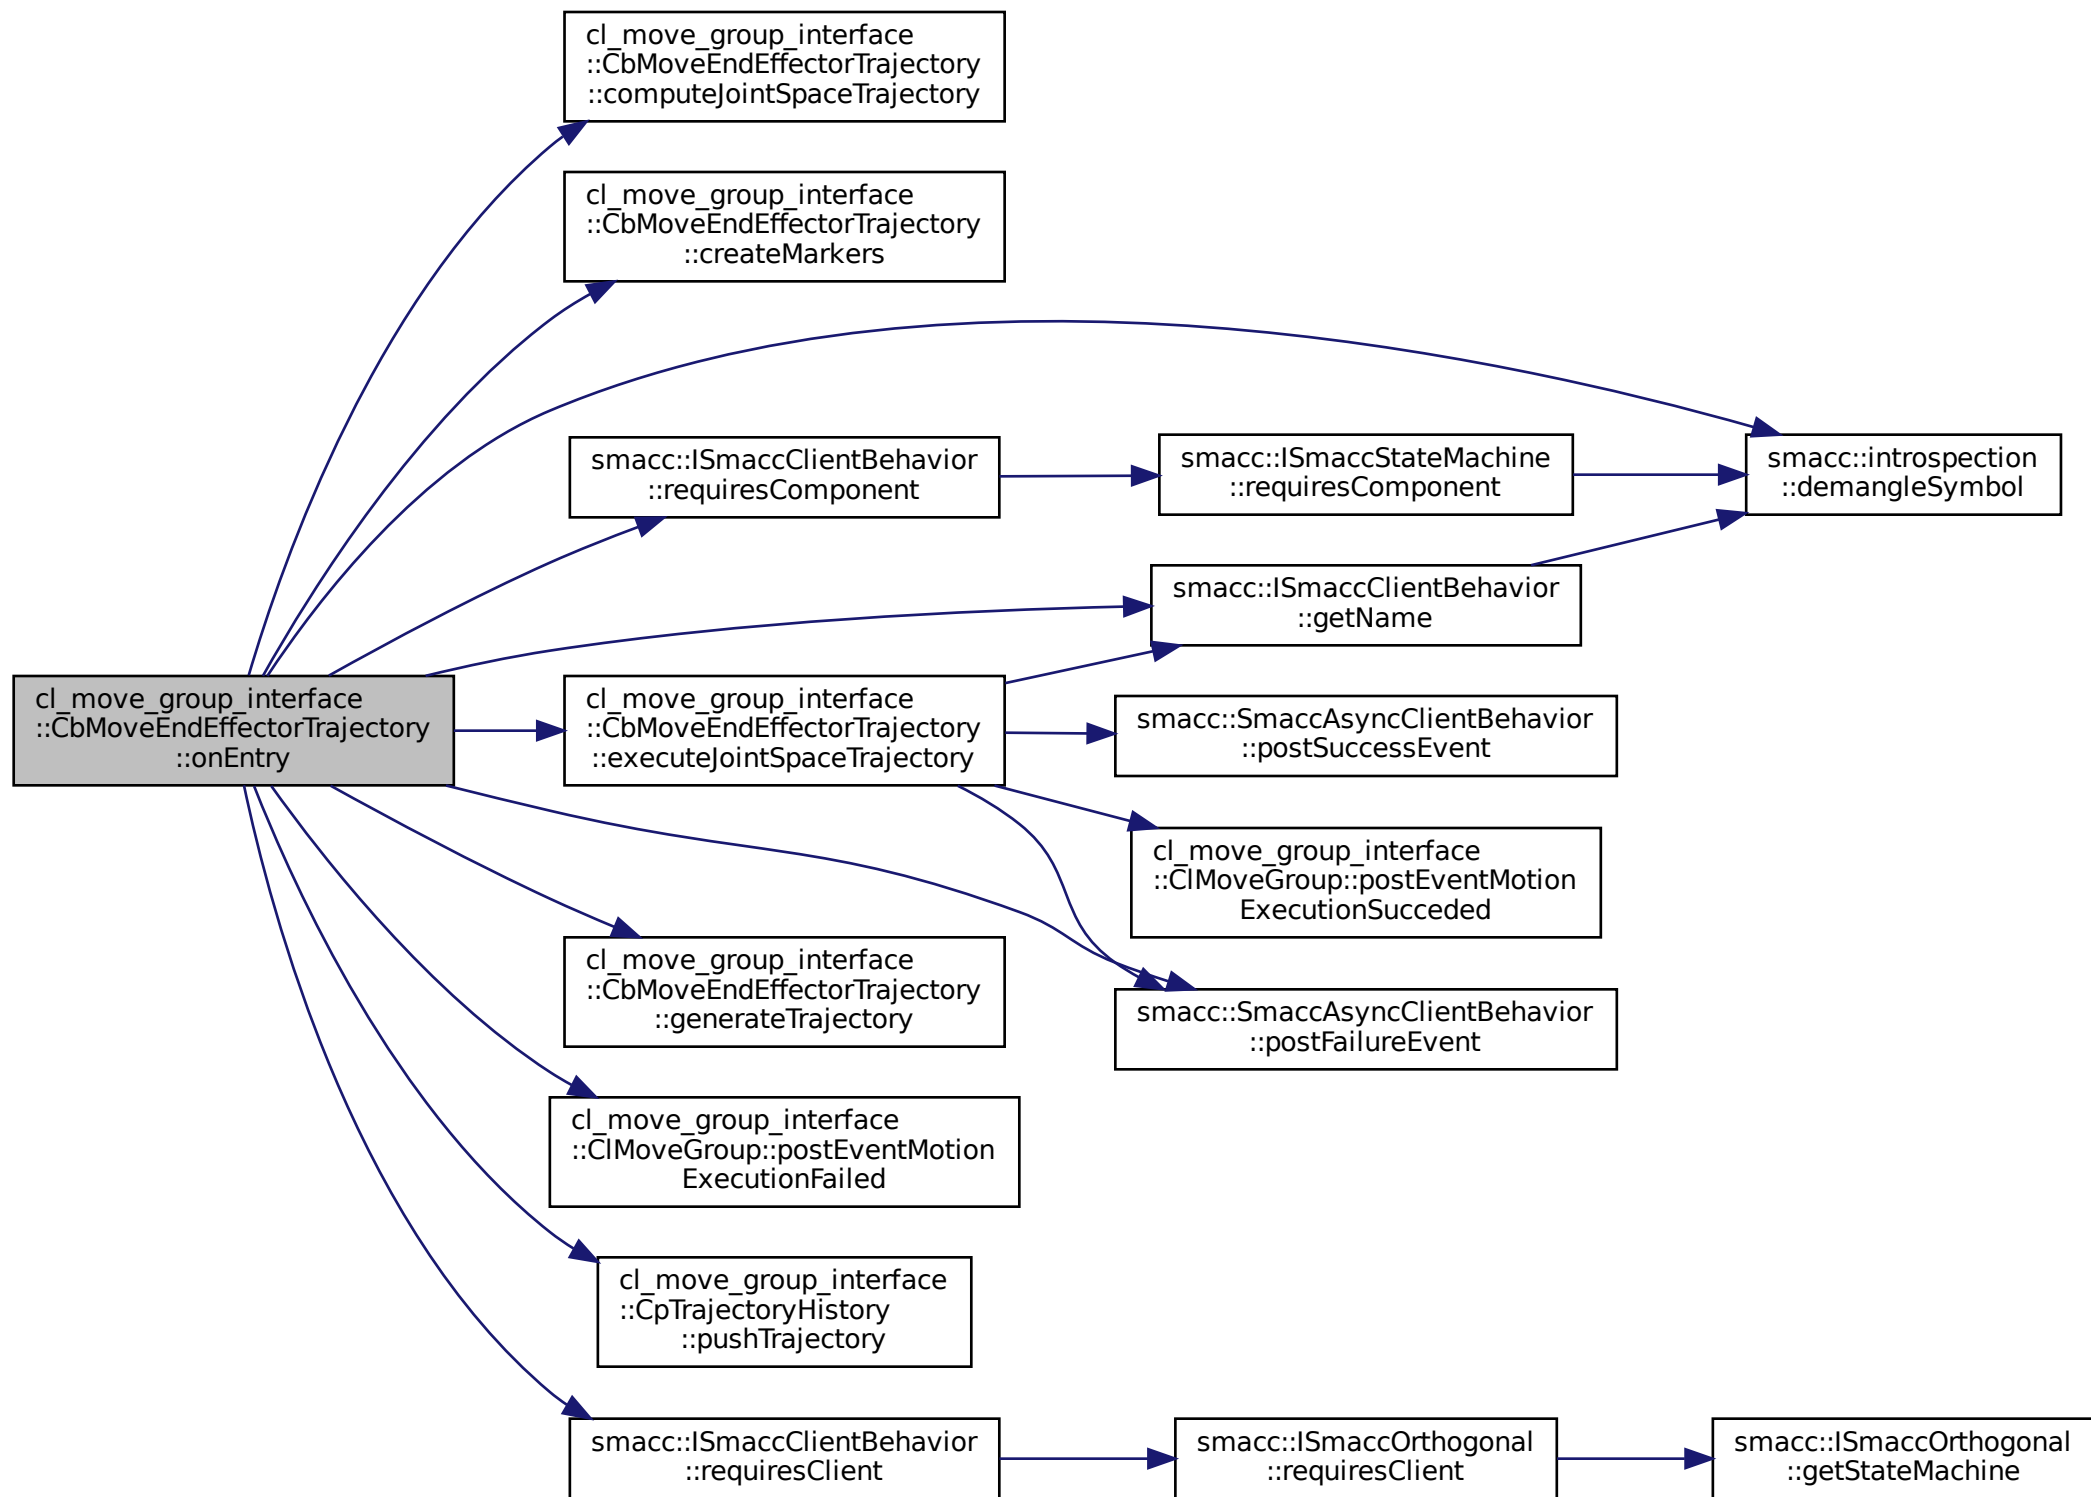 cl_move_group_interface
::CbMoveEndEffectorTrajectory
::computeJointSpaceTrajectory
cl_move_group_interface
::CbMoveEndEffectorTrajectory
::createMarkers
smacc::ISmaccClientBehavior
::requiresComponent
smacc::ISmaccStateMachine
::requiresComponent
smacc::introspection
::demangleSymbol
smacc::ISmaccClientBehavior
::getName
cl_move_group_interface
::CbMoveEndEffectorTrajectory
::onEntry
cl_move_group_interface
::CbMoveEndEffectorTrajectory
::executeJointSpaceTrajectory
smacc::SmaccAsyncClientBehavior
::postSuccessEvent
cl_move_group_interface
::ClMoveGroup::postEventMotion
ExecutionSucceded
cl_move_group_interface
::CbMoveEndEffectorTrajectory
::generateTrajectory
smacc::SmaccAsyncClientBehavior
::postFailureEvent
cl_move_group_interface
::ClMoveGroup::postEventMotion
ExecutionFailed
cl_move_group_interface
::CpTrajectoryHistory
::pushTrajectory
smacc::ISmaccClientBehavior
::requiresClient
smacc::ISmaccOrthogonal
::requiresClient
smacc::ISmaccOrthogonal
::getStateMachine